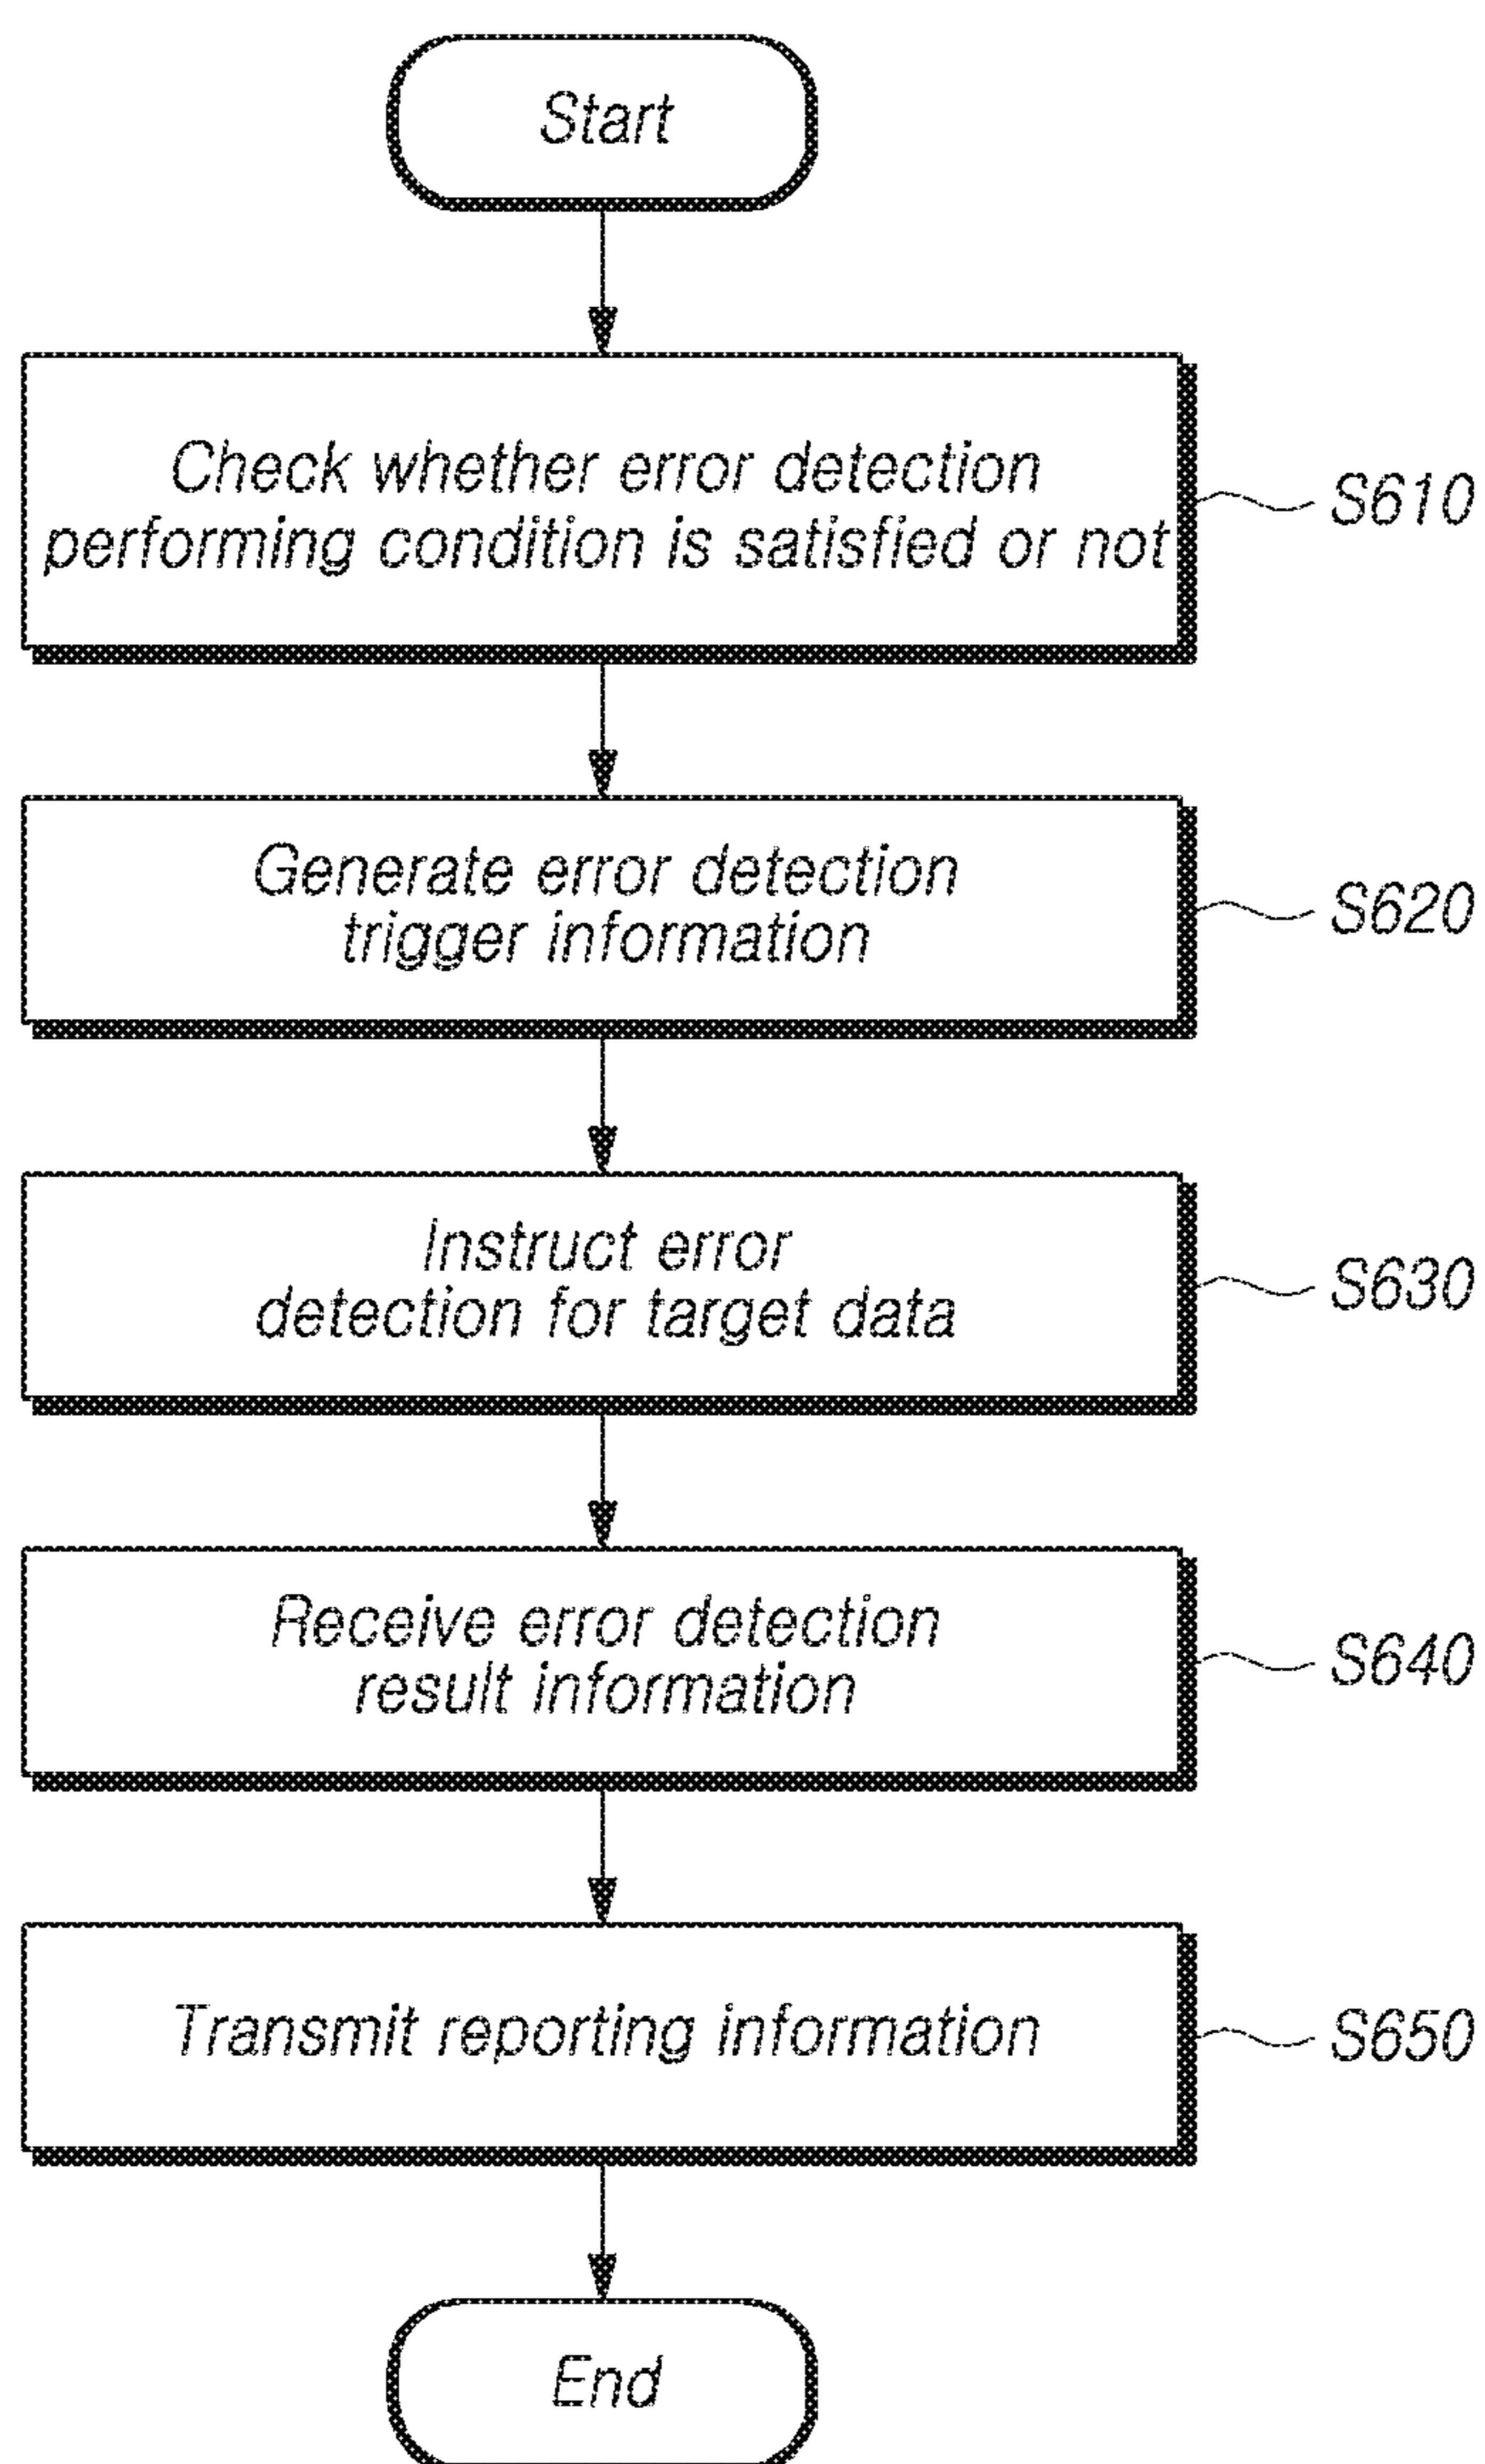 Start
Check whether error detection
performing condition is satisfied or not
S610
Generate error detection
trigger information
S620
Instruct error
detection for target data
S630
Receive error detection
result information
S640
Transmit reporting information
S650
End